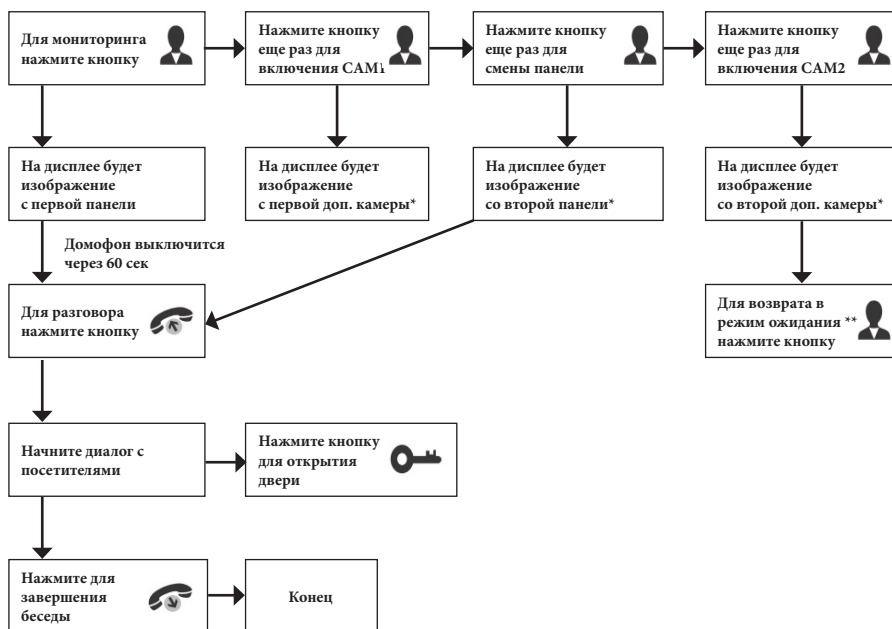 Для мониторинга
нажмите кнопку
Нажмите кнопку
еще раз для
включения CAM1
Нажмите кнопку
еще раз для
смены панели
Нажмите кнопку
еще раз для
включения CAM2
На дисплее будет
изображение
с первой панели
На дисплее будет
изображение
с первой доп. камеры*
На дисплее будет
изображение
со второй панели*
На дисплее будет
изображение
со второй доп. камеры*
Домофон выключится
через 60 сек
Для разговора
нажмите кнопку
Для возврата в
режим ожидания **
нажмите кнопку
Начните диалог с
посетителями
Нажмите кнопку
для открытия
двери
Нажмите для
завершения
беседы
Конец